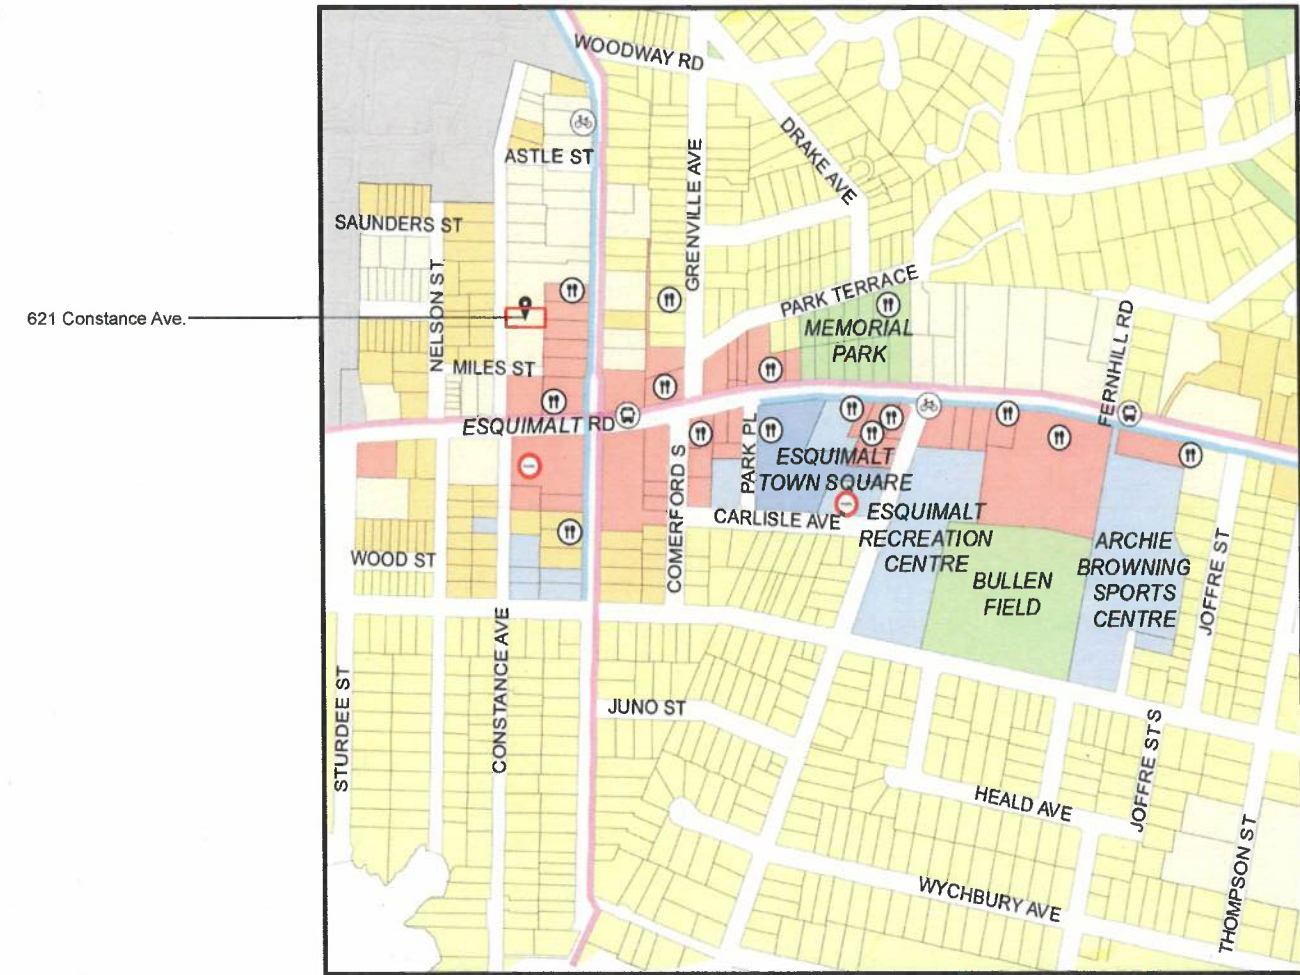 WOODWAY RD
DRAKE AVE
ASTLE ST
GRENVILLE AVE
SAUNDERS ST
NELSON ST
PARK TERRACE
621 Constance Ave.
MEMORIAL
PARK
FERNHILL RD
MILES ST
ESQUIMALT RD
COMERFORD S
PARK PL
ESQUIMALT
TOWN SQUARE
CARLISLE AVE
ESQUIMALT
RECREATION
CENTRE
BULLEN
FIELD
ARCHIE
BROWNING
SPORTS
CENTRE
JOFFRE ST
WOOD ST
CONSTANCE AVE
STURDEE ST
JUNO ST
HEALD AVE
JOFFRE ST S
THOMPSON ST
WYCHBURY AVE